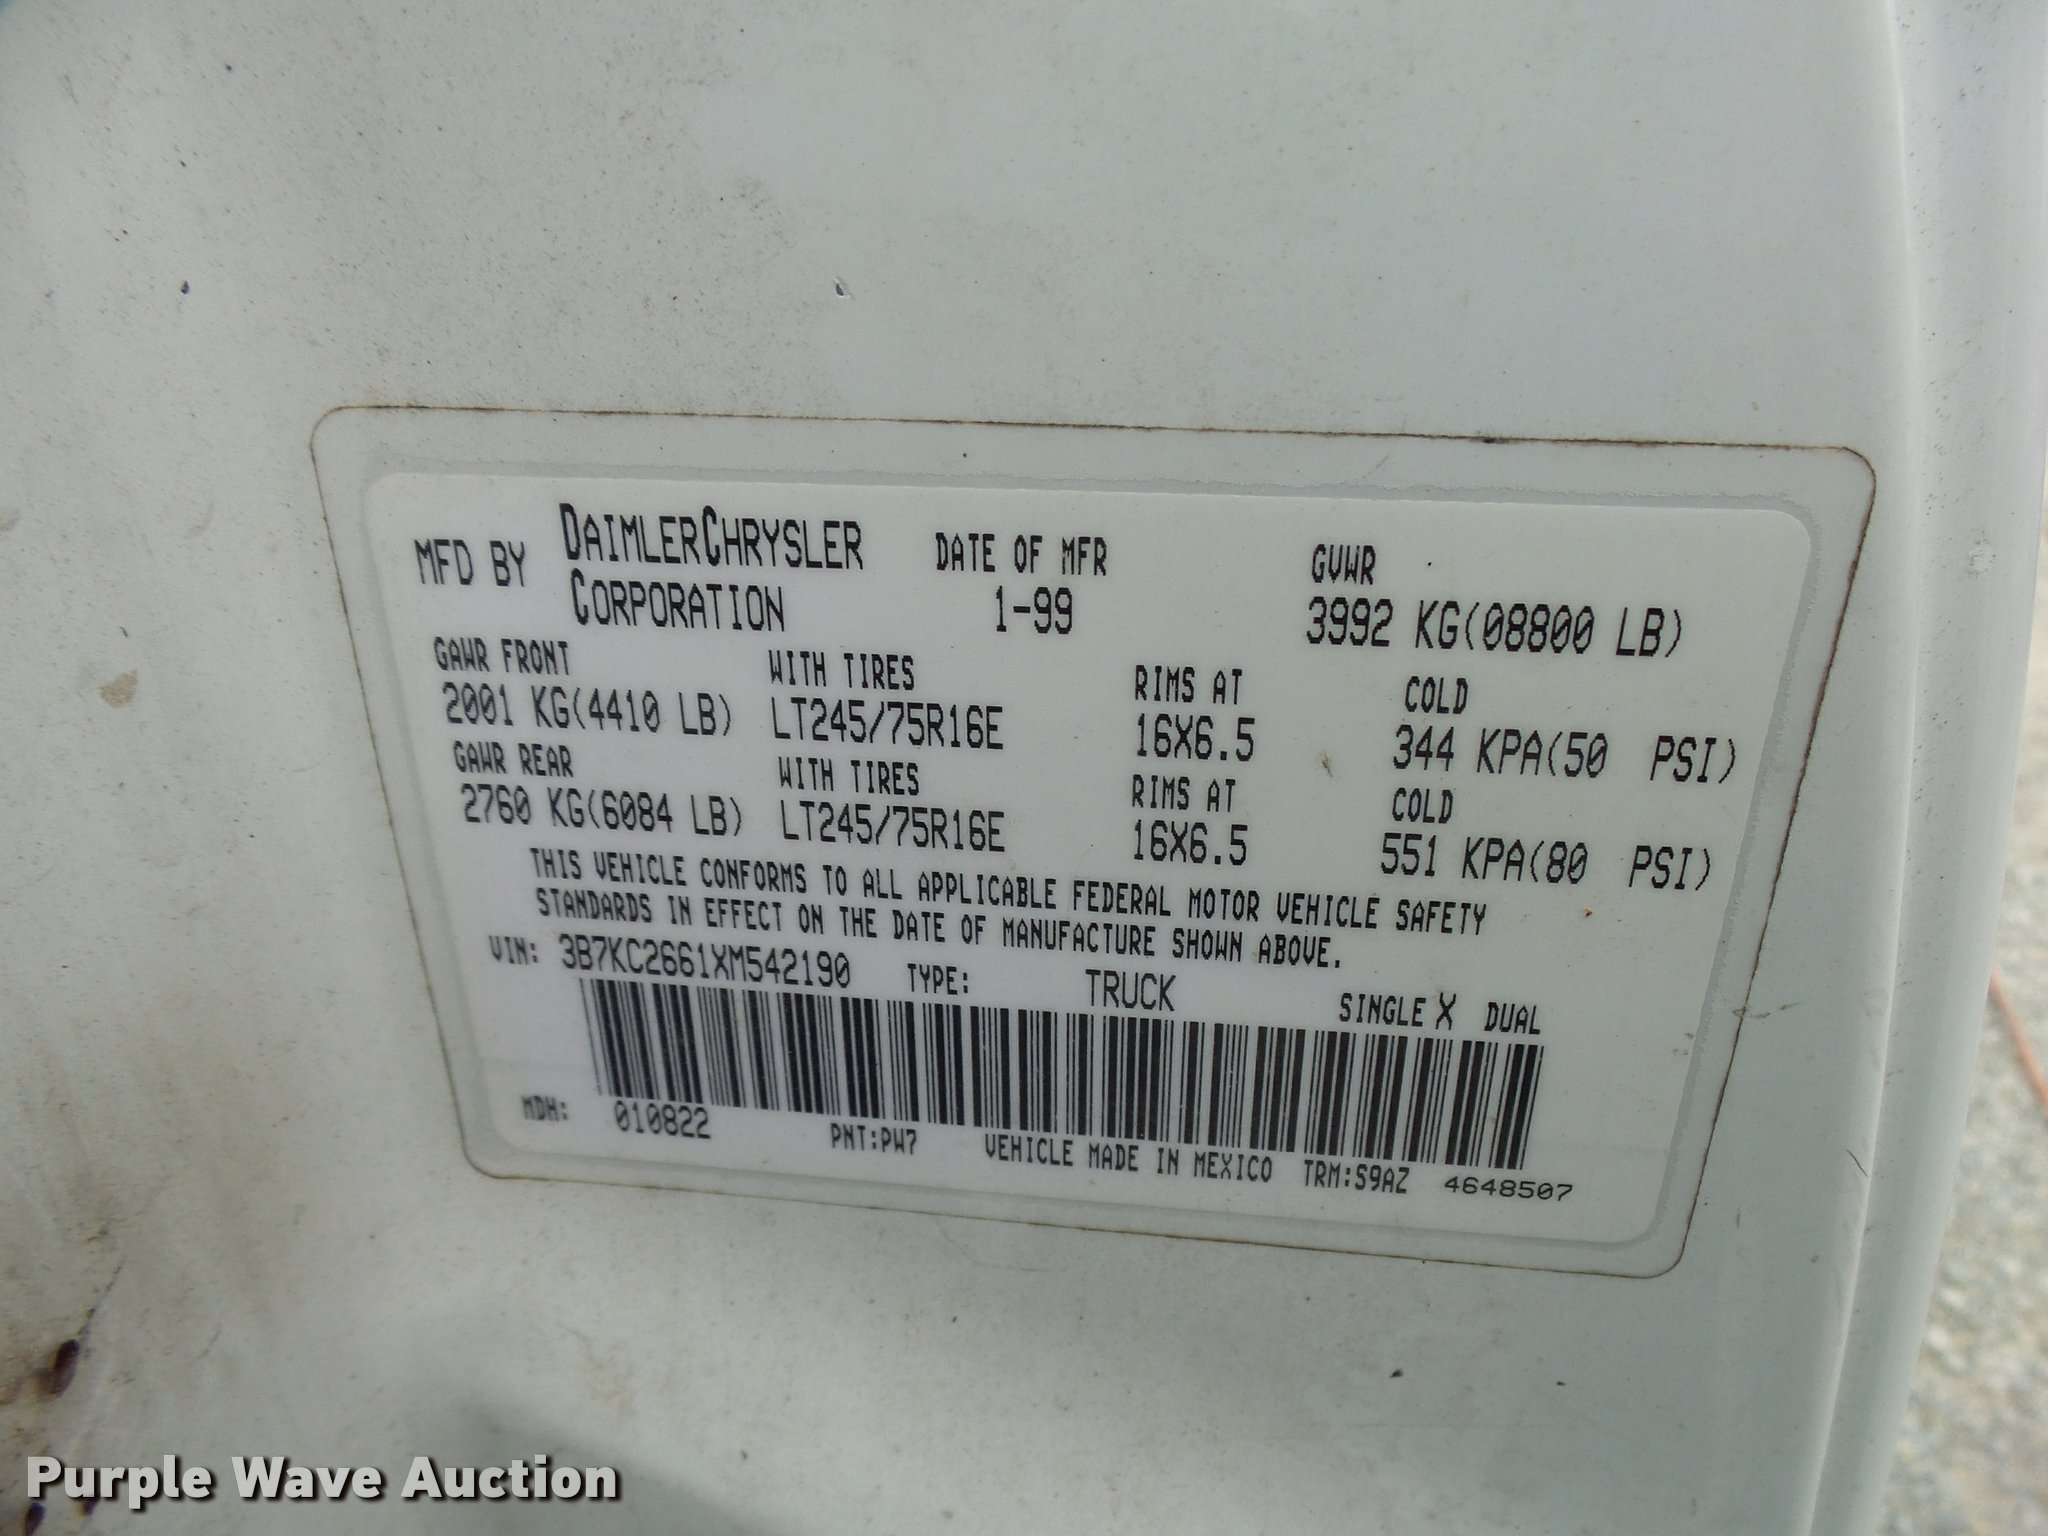 MFD BY DAIMLERCHRYSLER CORPORATION DATE OF MFR 1-99 GVWR 3992 KG(08800 LB)
GAWR FRONT WITH TIRES RIMS AT COLD
2001 KG(4410 LB) LT245/75R16E 16X6.5 344 KPA(50 PSI)
GAWR REAR WITH TIRES RIMS AT COLD
2760 KG(6084 LB) LT245/75R16E 16X6.5 551 KPA(80 PSI)
THIS VEHICLE CONFORMS TO ALL APPLICABLE FEDERAL MOTOR VEHICLE SAFETY
STANDARDS IN EFFECT ON THE DATE OF MANUFACTURE SHOWN ABOVE.
VIN: 3B7KC2661XM542190 TYPE: TRUCK SINGLE X DUAL
MDH: 010822 PNT:PW7 VEHICLE MADE IN MEXICO TRM:S9AZ 4648507
Purple Wave Auction